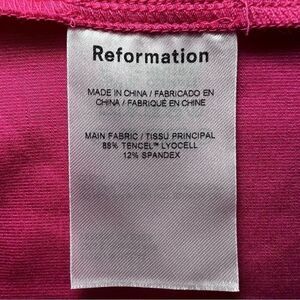 Reformation
MADE IN CHINA / FABRICADO EN
CHINA / FABRIQUÉ EN CHINE
MAIN FABRIC / TISSU PRINCIPAL
88% TENCEL™ LYOCELL
12% SPANDEX